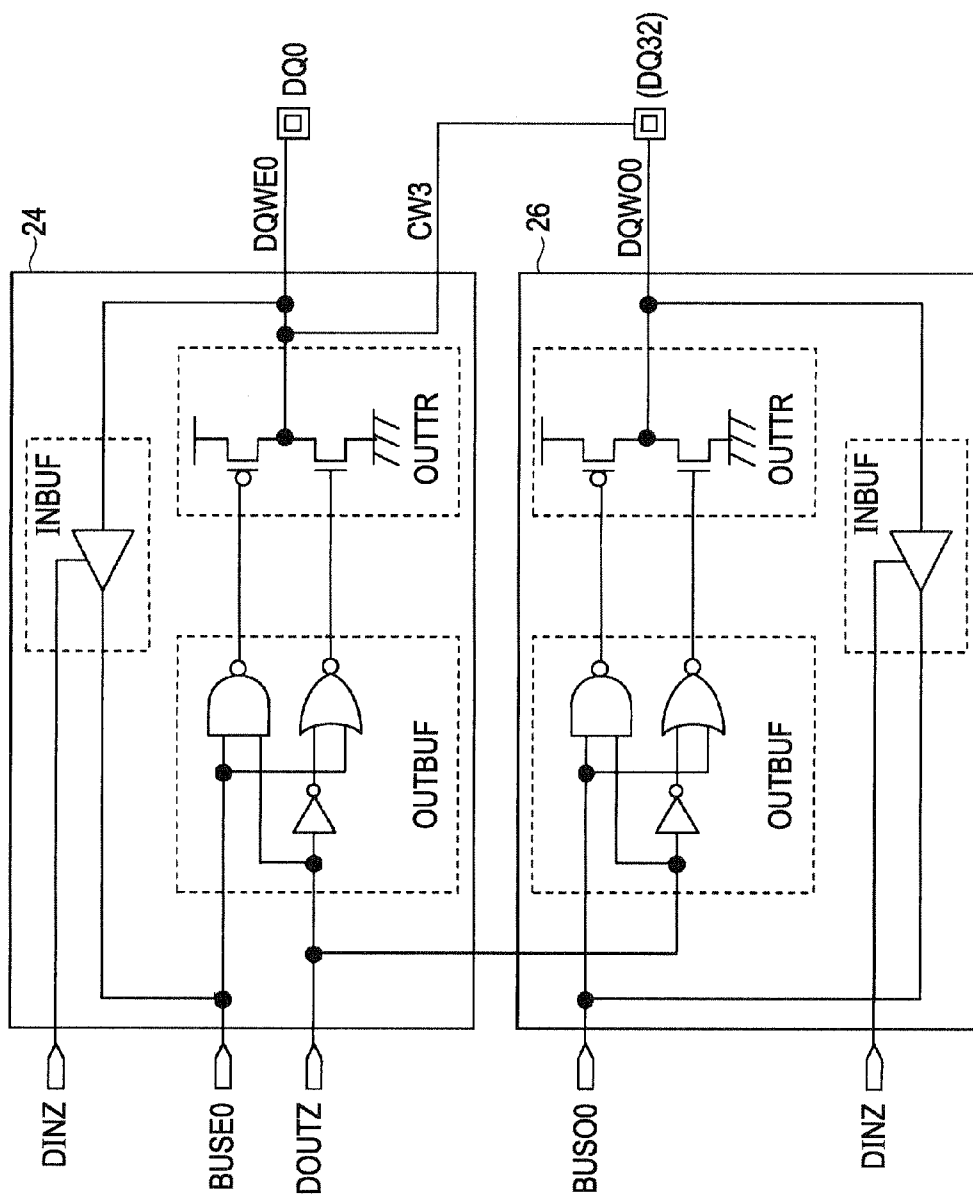 24
DINZ
INBUF
BUSE0
DOUTZ
OUTBUF
OUTTR
DQWE0
DQ0
CW3
26
BUSO0
OUTBUF
OUTTR
DQWO0
(DQ32)
DINZ
INBUF